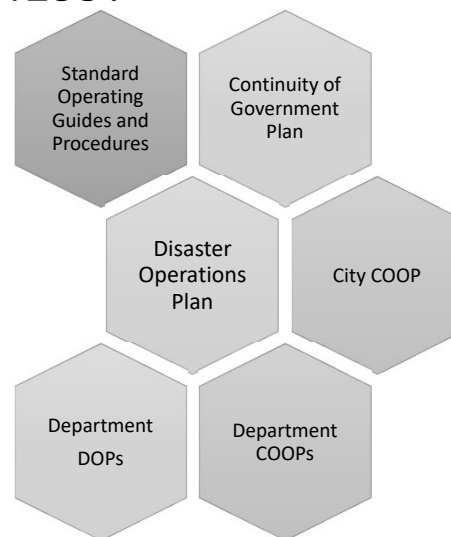 Standard
Operating
Guides and
Procedures
Continuity of
Government
Plan
Disaster
Operations
Plan
City COOP
Department
DOPs
Department
COOPs